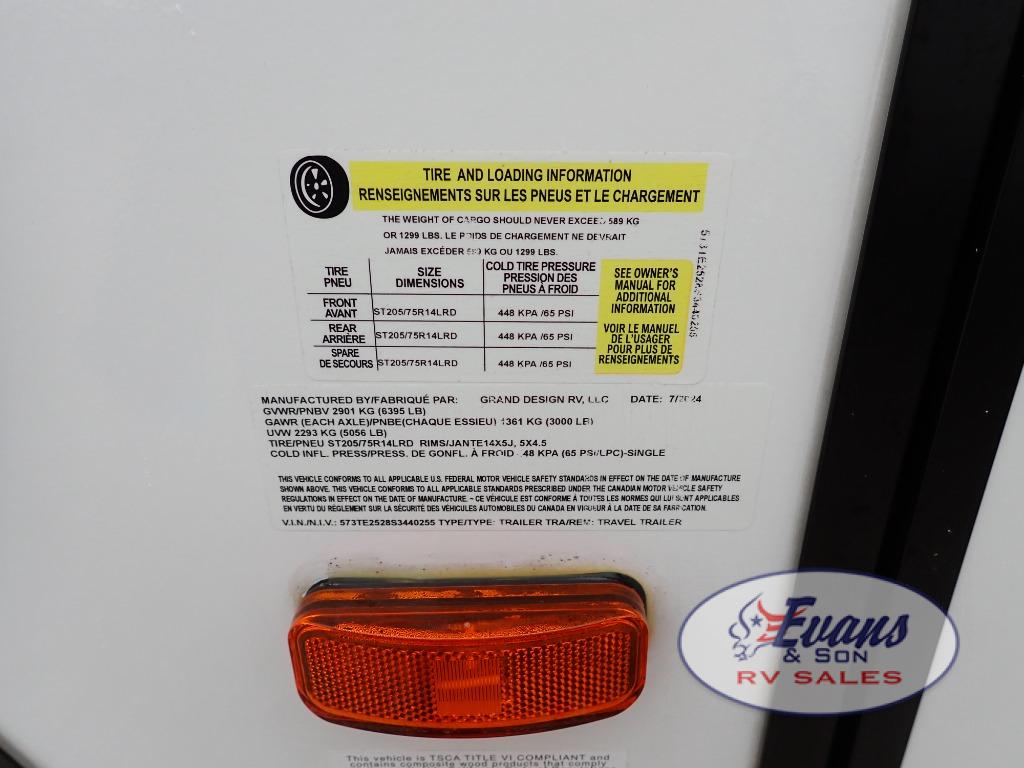 TIRE AND LOADING INFORMATION
RENSEIGNEMENTS SUR LES PNEUS ET LE CHARGEMENT
THE WEIGHT OF CARGO SHOULD NEVER EXCEED 589 KG
OR 1299 LBS. LE POIDS DE CHARGEMENT NE DEVRAIT
JAMAIS EXCÉDER 589 KG OU 1299 LBS.
TIRE PNEU SIZE DIMENSIONS COLD TIRE PRESSURE PRESSION DES PNEUS À FROID
FRONT AVANT ST205/75R14LRD 448 KPA /65 PSI
REAR ARRIÈRE ST205/75R14LRD 448 KPA /65 PSI
SPARE DE SECOURS ST205/75R14LRD 448 KPA /65 PSI
SEE OWNER'S
MANUAL FOR
ADDITIONAL
INFORMATION
VOIR LE MANUEL
DE L'USAGER
POUR PLUS DE
RENSEIGNEMENTS
MANUFACTURED BY/FABRIQUÉ PAR: GRAND DESIGN RV, LLC DATE: 7/2024
GVWR/PNBV 2901 KG (6395 LB)
GAWR (EACH AXLE)/PNBE(CHAQUE ESSIEU) 1361 KG (3000 LB)
UVW 2293 KG (5056 LB)
TIRE/PNEU ST205/75R14LRD RIMS/JANTE14X5J, 5X4.5
COLD INFL. PRESS/PRESS. DE GONFL. À FROID 448 KPA (65 PSI/LPC)-SINGLE
THIS VEHICLE CONFORMS TO ALL APPLICABLE U.S. FEDERAL MOTOR VEHICLE SAFETY STANDARDS IN EFFECT ON THE DATE OF MANUFACTURE
SHOWN ABOVE. THIS VEHICLE CONFORMS TO ALL APPLICABLE STANDARDS PRESCRIBED UNDER THE CANADIAN MOTOR VEHICLE SAFETY
REGULATIONS IN EFFECT ON THE DATE OF MANUFACTURE. - CE VÉHICULE EST CONFORME À TOUTES LES NORMES QUI LUI SONT APPLICABLES
EN VERTU DU RÈGLEMENT SUR LA SÉCURITÉ DES VÉHICULES AUTOMOBILES DU CANADA EN VIGUEUR À LA DATE DE SA FABRICATION.
V.I.N./N.I.V.: 573TE2528S3440255 TYPE/TYPE: TRAILER TRA/REM: TRAVEL TRAILER
Evans
& SON
RV SALES
This vehicle is TSCA TITLE VI COMPLIANT and
contains composite wood products that comply